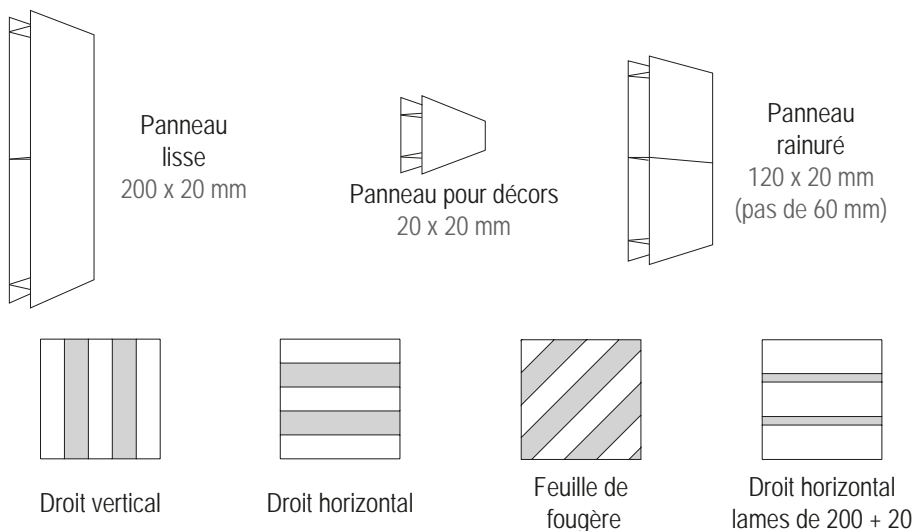 Panneau
lisse
200 x 20 mm
Panneau pour décors
20 x 20 mm
Panneau
rainuré
120 x 20 mm
(pas de 60 mm)
Droit vertical
Droit horizontal
Feuille de
fougère
Droit horizontal
lames de 200 + 20